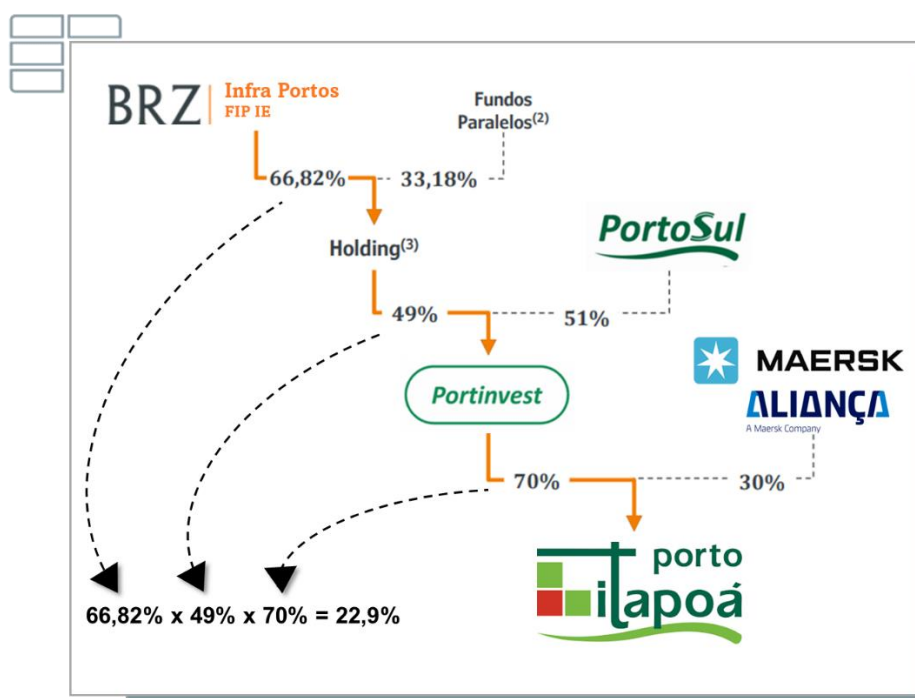 BRZ
Infra Portos
FIP IE
Fundos
Paralelos(2)
66,82%
33,18%
Holding(3)
PortoSul
49%
51%
MAERSK
ALIANÇA
A Maersk Company
Portinvest
70%
30%
porto
itapoá
66,82% x 49% x 70% = 22,9%